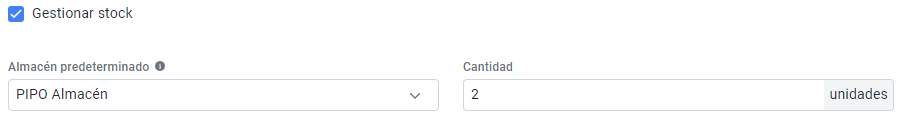 Gestionar stock
Almacén predeterminado
Cantidad
PIPO Almacén
2
unidades